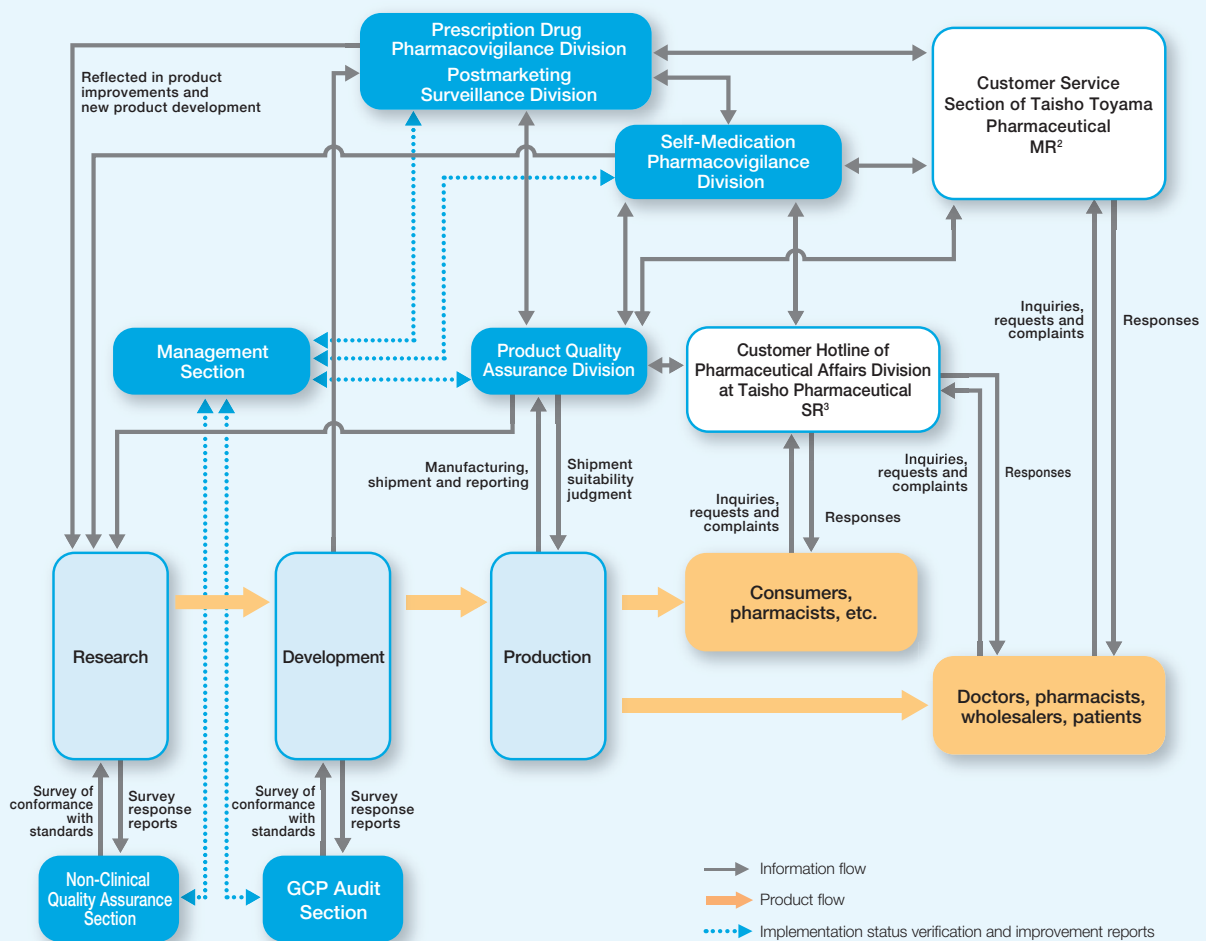 Prescription Drug
Pharmacovigilance Division
Postmarketing
Surveillance Division
Reflected in product
improvements and
new product development
Customer Service
Section of Taisho Toyama
Pharmaceutical
MR²
Self-Medication
Pharmacovigilance
Division
Management
Section
Product Quality
Assurance Division
Customer Hotline of
Pharmaceutical Affairs Division
at Taisho Pharmaceutical
SR³
Inquiries,
requests and
complaints
Responses
Manufacturing,
shipment and reporting
Shipment
suitability
judgment
Inquiries,
requests and
complaints
Responses
Inquiries,
requests and
complaints
Responses
Research
Development
Production
Consumers,
pharmacists, etc.
Doctors, pharmacists,
wholesalers, patients
Survey of
conformance
with
standards
Survey
response
reports
Survey of
conformance
with
standards
Survey
response
reports
Non-Clinical
Quality Assurance
Section
GCP Audit
Section
Information flow
Product flow
Implementation status verification and improvement reports